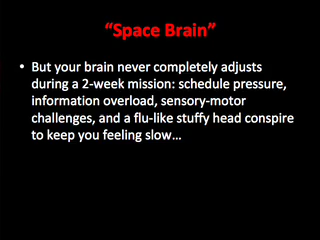 “Space Brain”
• But your brain never completely adjusts
during a 2-week mission: schedule pressure,
information overload, sensory-motor
challenges, and a flu-like stuffy head conspire
to keep you feeling slow…